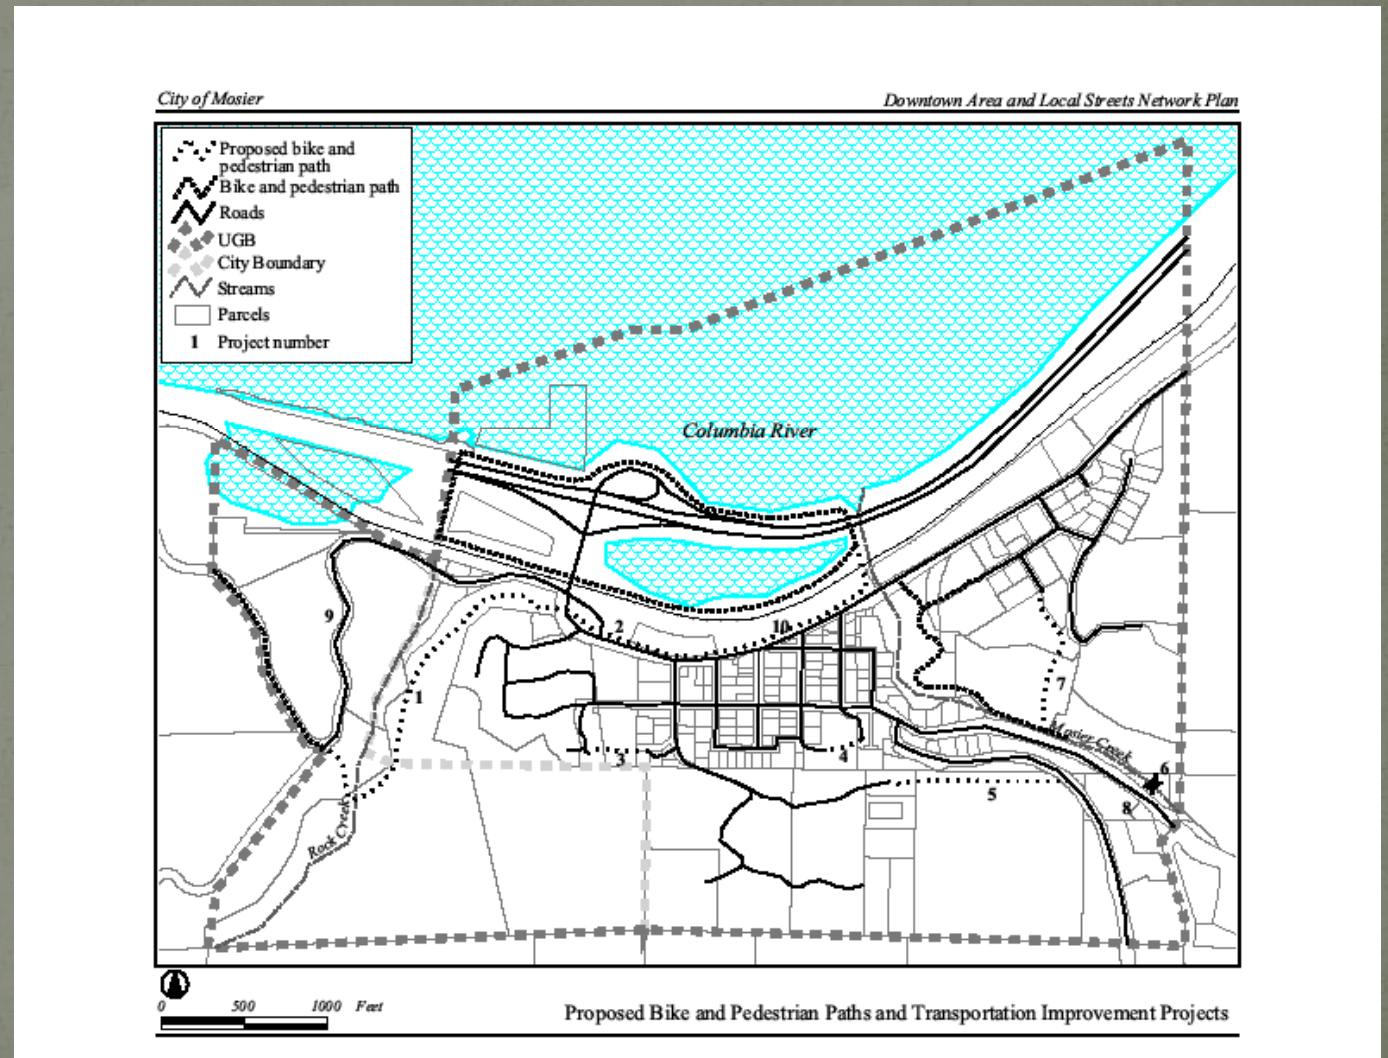 City of Mosier
Downtown Area and Local Streets Network Plan
Proposed bike and
pedestrian path
Bike and pedestrian path
Roads
UGB
City Boundary
Streams
Parcels
1 Project number
Columbia River
9
2
10
1
7
Mosier Creek
3
4
6
5
8
Rock Creek
0 500 1000 Feet
Proposed Bike and Pedestrian Paths and Transportation Improvement Projects